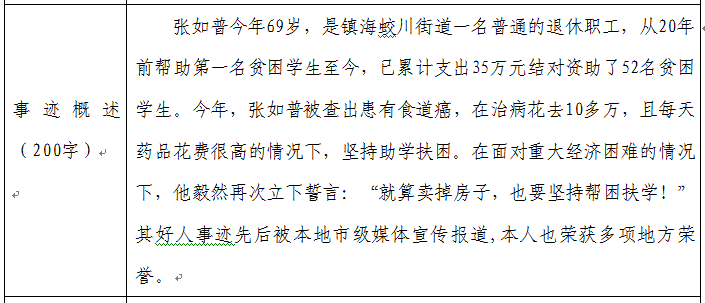 事迹概述
（200字）
张如普今年69岁，是镇海蛟川街道一名普通的退休职工，从20年
前帮助第一名贫困学生至今，已累计支出35万元结对资助了52名贫困
学生。今年，张如普被查出患有食道癌，在治病花去10多万，且每天
药品花费很高的情况下，坚持助学扶困。在面对重大经济困难的情况
下，他毅然再次立下誓言：“就算卖掉房子，也要坚持帮困扶学！”
其好人事迹先后被本地市级媒体宣传报道,本人也荣获多项地方荣
誉。